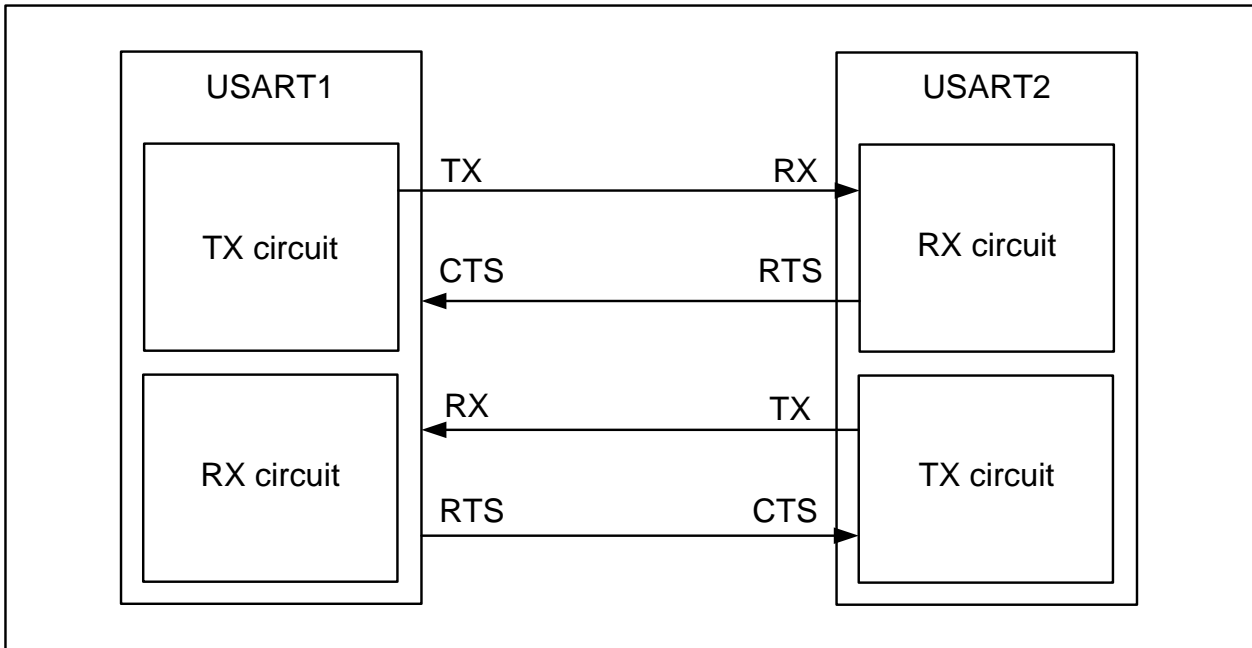 USART1
USART2
TX circuit
TX
RX
RX circuit
CTS
RTS
RX circuit
RX
TX
TX circuit
RTS
CTS